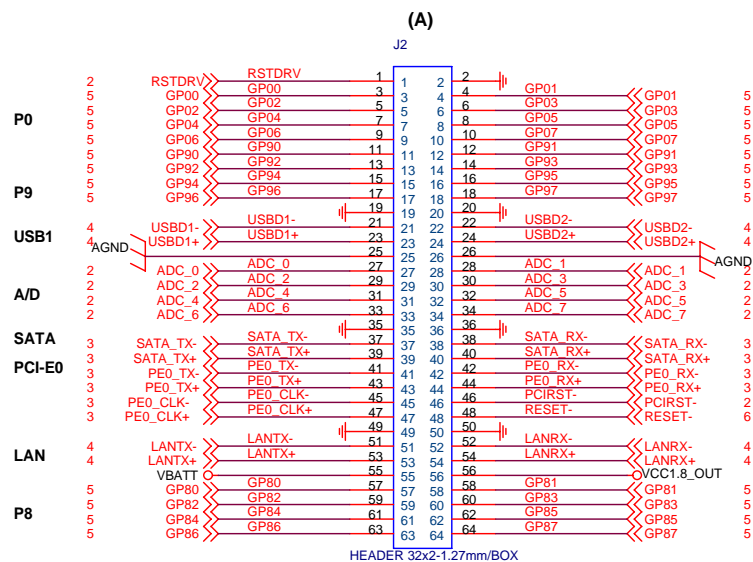 (A)
J2
2 RSTDRV RSTDRV 1 1 2 2
5 GP00 GP00 3 3 4 4 GP01 GP01 5
5 GP02 GP02 5 5 6 6 GP03 GP03 5
P0 5 GP04 GP04 7 7 8 8 GP05 GP05 5
5 GP06 GP06 9 9 10 10 GP07 GP07 5
5 GP90 GP90 11 11 12 12 GP91 GP91 5
5 GP92 GP92 13 13 14 14 GP93 GP93 5
P9 5 GP94 GP94 15 15 16 16 GP95 GP95 5
5 GP96 GP96 17 17 18 18 GP97 GP97 5
19 19 20 20
USB1 4 USBD1- USBD1- 21 21 22 22 USBD2- USBD2- 4
4 USBD1+ USBD1+ 23 23 24 24 USBD2+ USBD2+ 4
AGND 25 25 26 26 AGND
2 ADC_0 ADC_0 27 27 28 28 ADC_1 ADC_1 2
A/D 2 ADC_2 ADC_2 29 29 30 30 ADC_3 ADC_3 2
2 ADC_4 ADC_4 31 31 32 32 ADC_5 ADC_5 2
2 ADC_6 ADC_6 33 33 34 34 ADC_7 ADC_7 2
35 35 36 36
SATA 3 SATA_TX- SATA_TX- 37 37 38 38 SATA_RX- SATA_RX- 3
3 SATA_TX+ SATA_TX+ 39 39 40 40 SATA_RX+ SATA_RX+ 3
PCI-E0 3 PE0_TX- PE0_TX- 41 41 42 42 PE0_RX- PE0_RX- 3
3 PE0_TX+ PE0_TX+ 43 43 44 44 PE0_RX+ PE0_RX+ 3
3 PE0_CLK- PE0_CLK- 45 45 46 46 PCIRST- PCIRST- 2
3 PE0_CLK+ PE0_CLK+ 47 47 48 48 RESET- RESET- 6
49 49 50 50
LAN 4 LANTX- LANTX- 51 51 52 52 LANRX- LANRX- 4
4 LANTX+ LANTX+ 53 53 54 54 LANRX+ LANRX+ 4
VBATT 55 55 56 56 VCC1.8_OUT
5 GP80 GP80 57 57 58 58 GP81 GP81 5
P8 5 GP82 GP82 59 59 60 60 GP83 GP83 5
5 GP84 GP84 61 61 62 62 GP85 GP85 5
5 GP86 GP86 63 63 64 64 GP87 GP87 5
HEADER 32x2-1.27mm/BOX